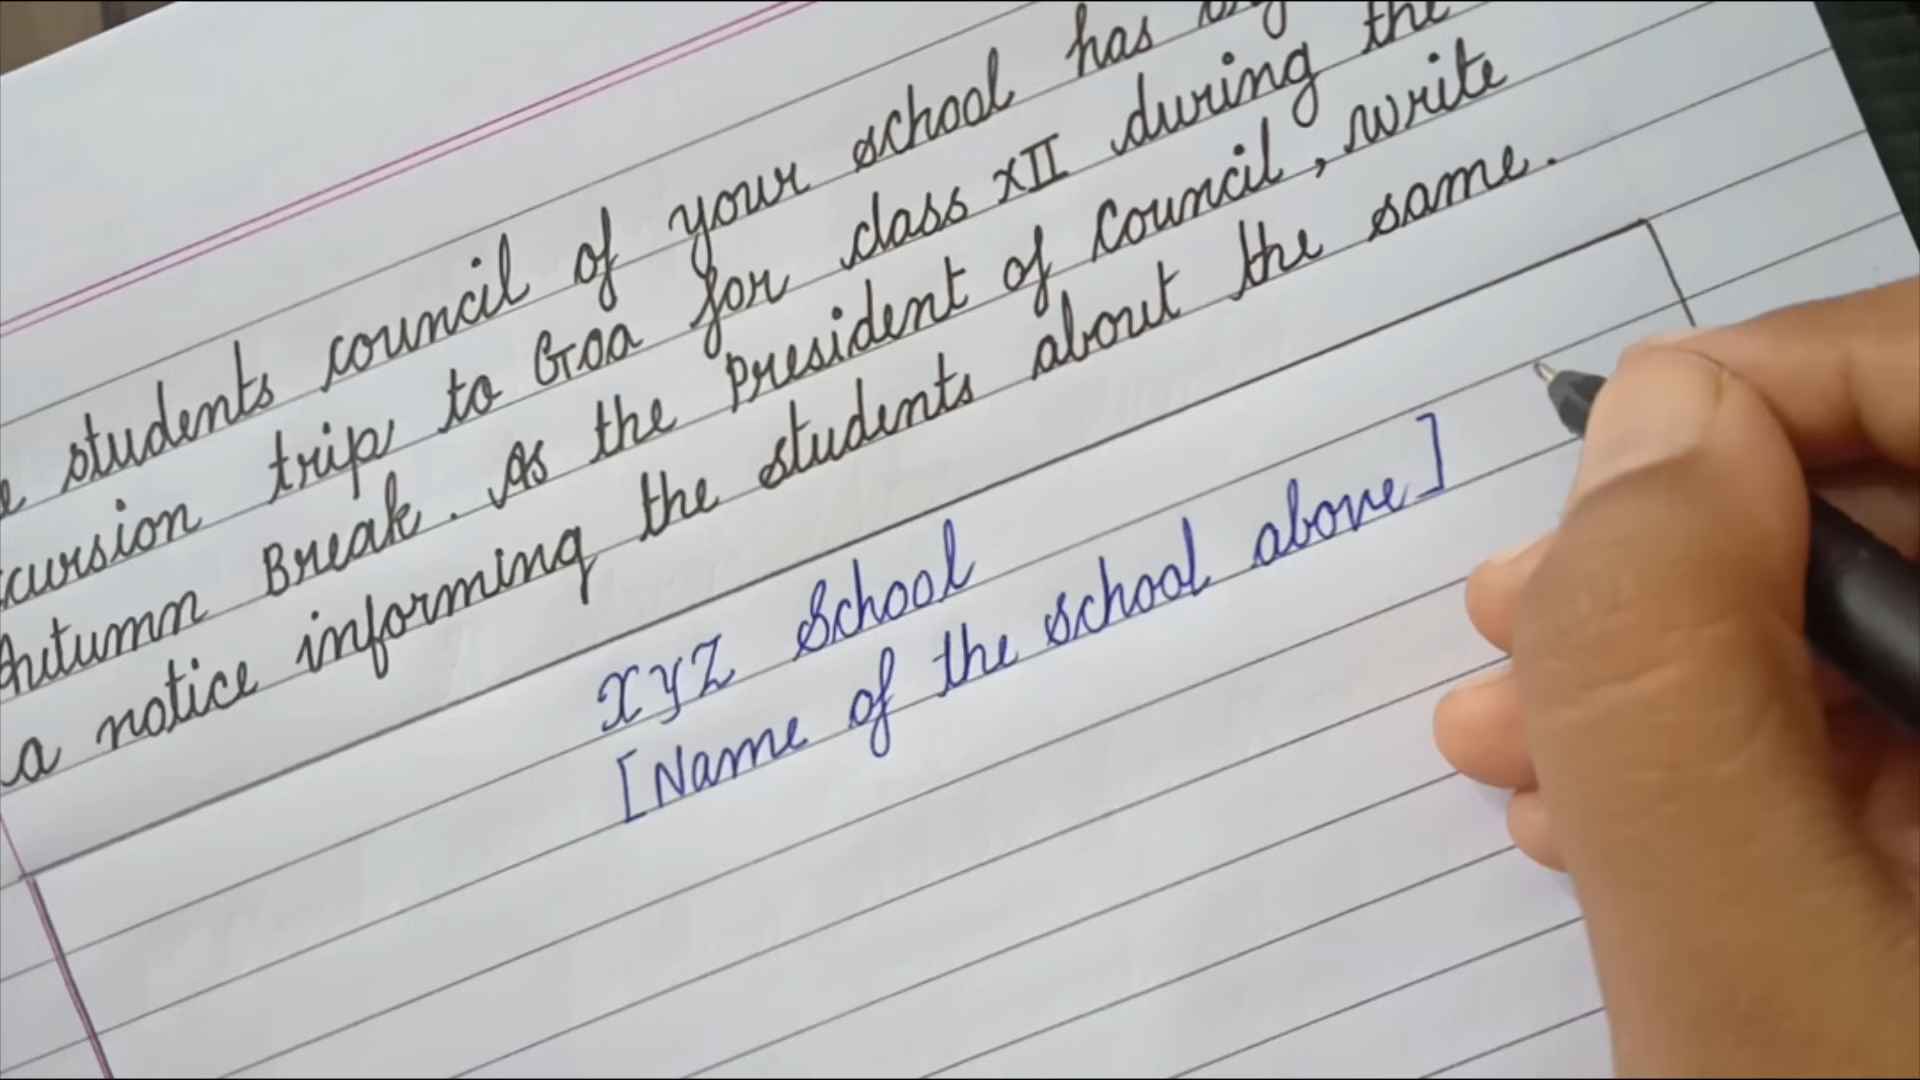 students council of your school has
trip to Goa for class XII during the
Autumn Break. As the President of Council, write
a notice informing the students about the same.
XYZ School
[Name of the school above]